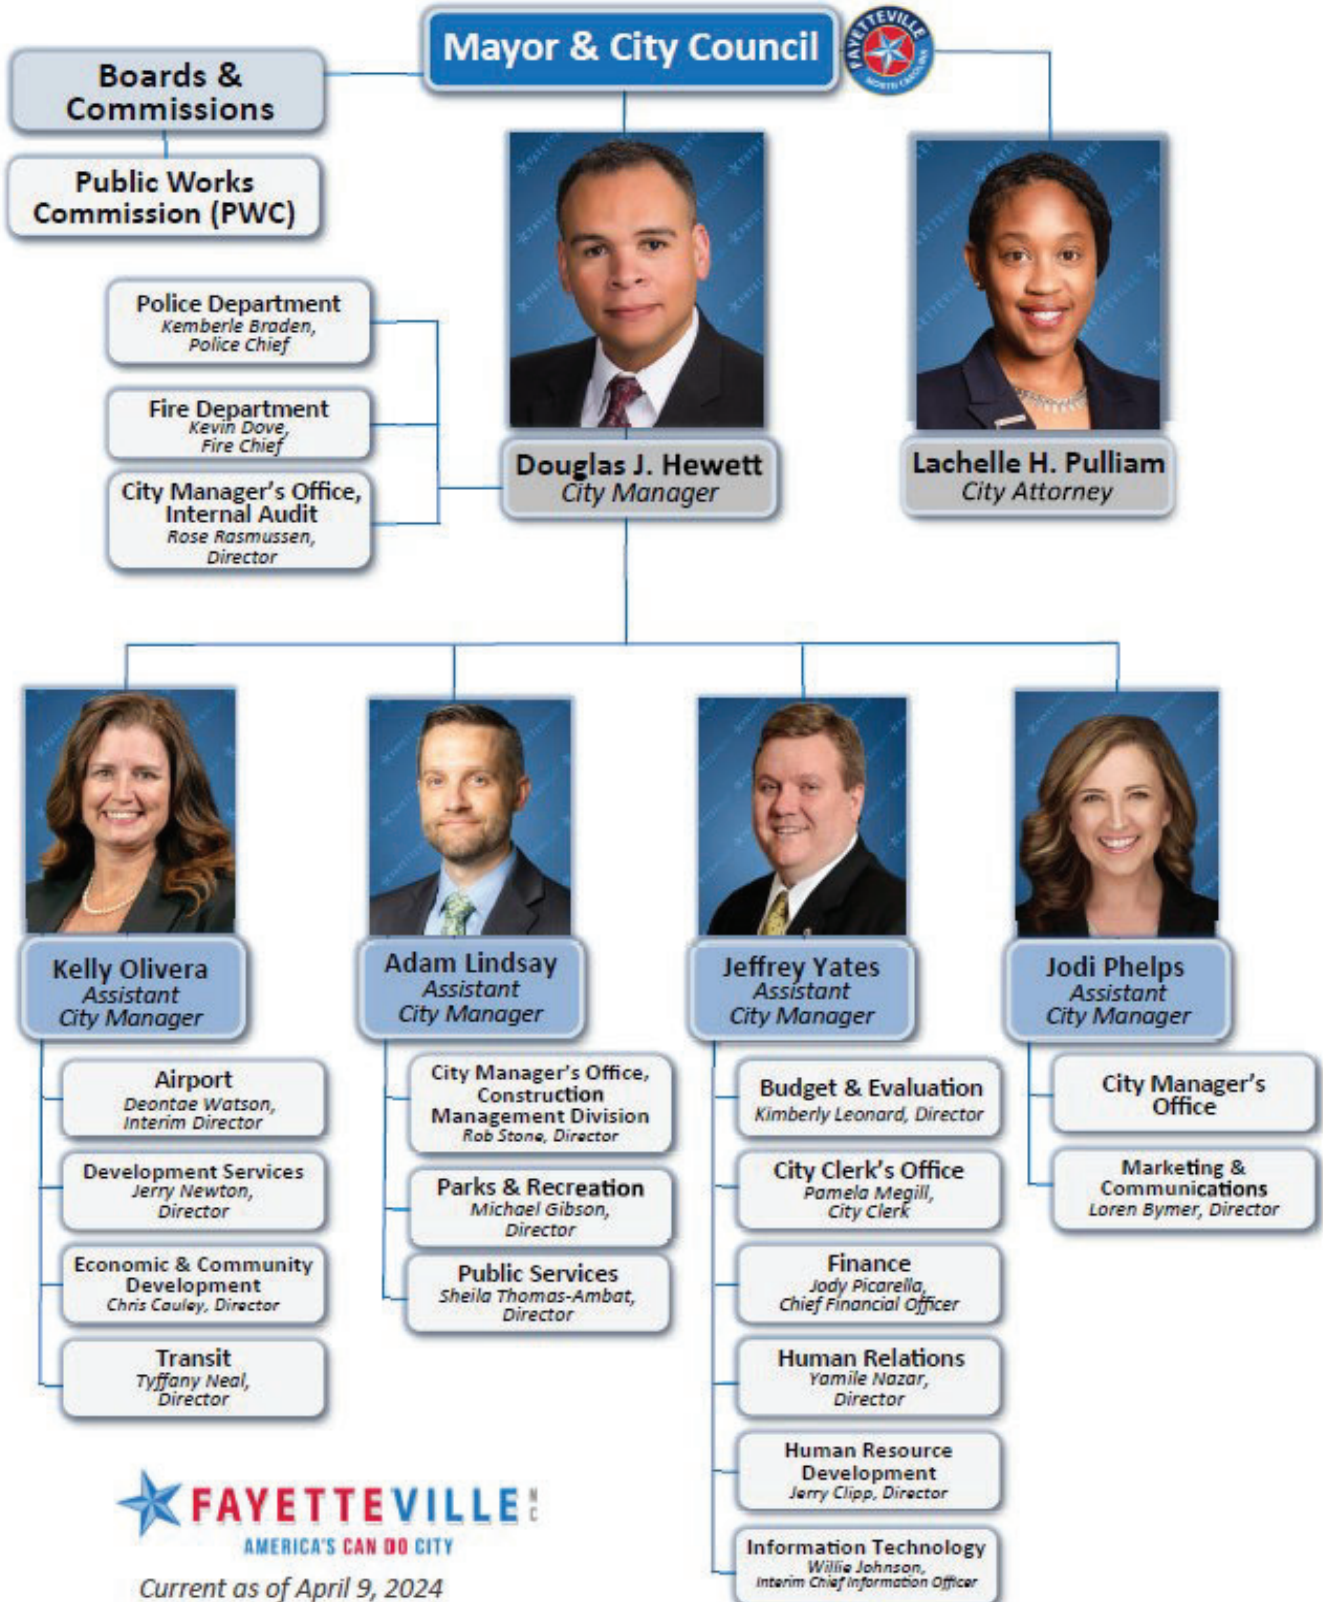 Mayor & City Council
FAYETTEVILLE
NORTH CAROLINA
Boards &
Commissions
Public Works
Commission (PWC)
Police Department
Kemberle Braden,
Police Chief
Fire Department
Kevin Dove,
Fire Chief
City Manager's Office,
Internal Audit
Rose Rasmussen,
Director
Douglas J. Hewett
City Manager
Lachelle H. Pulliam
City Attorney
Kelly Olivera
Assistant
City Manager
Airport
Deontae Watson,
Interim Director
Development Services
Jerry Newton,
Director
Economic & Community
Development
Chris Cauley, Director
Transit
Tyffany Neal,
Director
Adam Lindsay
Assistant
City Manager
City Manager's Office,
Construction
Management Division
Rob Stone, Director
Parks & Recreation
Michael Gibson,
Director
Public Services
Sheila Thomas-Ambat,
Director
Jeffrey Yates
Assistant
City Manager
Budget & Evaluation
Kimberly Leonard, Director
City Clerk's Office
Pamela Megill,
City Clerk
Finance
Jody Picarella,
Chief Financial Officer
Human Relations
Yamile Nazar,
Director
Human Resource
Development
Jerry Clipp, Director
Information Technology
Willie Johnson,
Interim Chief Information Officer
Jodi Phelps
Assistant
City Manager
City Manager's
Office
Marketing &
Communications
Loren Bymer, Director
FAYETTEVILLE NC
AMERICA'S CAN DO CITY
Current as of April 9, 2024